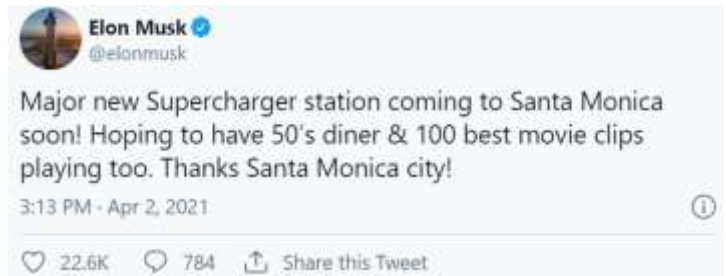 Elon Musk
@elonmusk
Major new Supercharger station coming to Santa Monica
soon! Hoping to have 50's diner & 100 best movie clips
playing too. Thanks Santa Monica city!
3:13 PM · Apr 2, 2021
22.6K 784 Share this Tweet